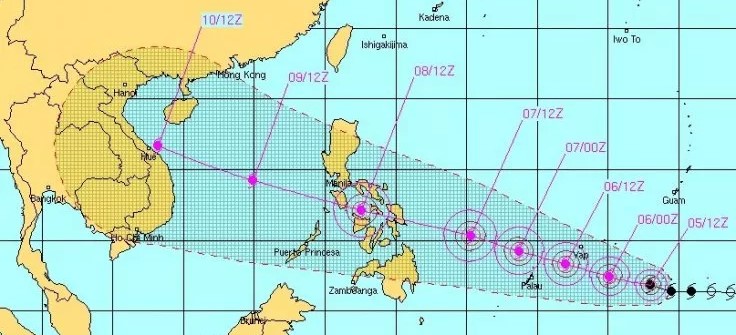 10/12Z
Kadena
Iwo To
Ishigakijima
Hong Kong
09/12Z
08/12Z
Hanoi
07/12Z
07/00Z
Hue
Manila
06/12Z
Guam
Bangkok
06/00Z
05/12Z
Ho Chi Minh
Puerto Princesa
Yap
Palau
Zamboanga
Brunei